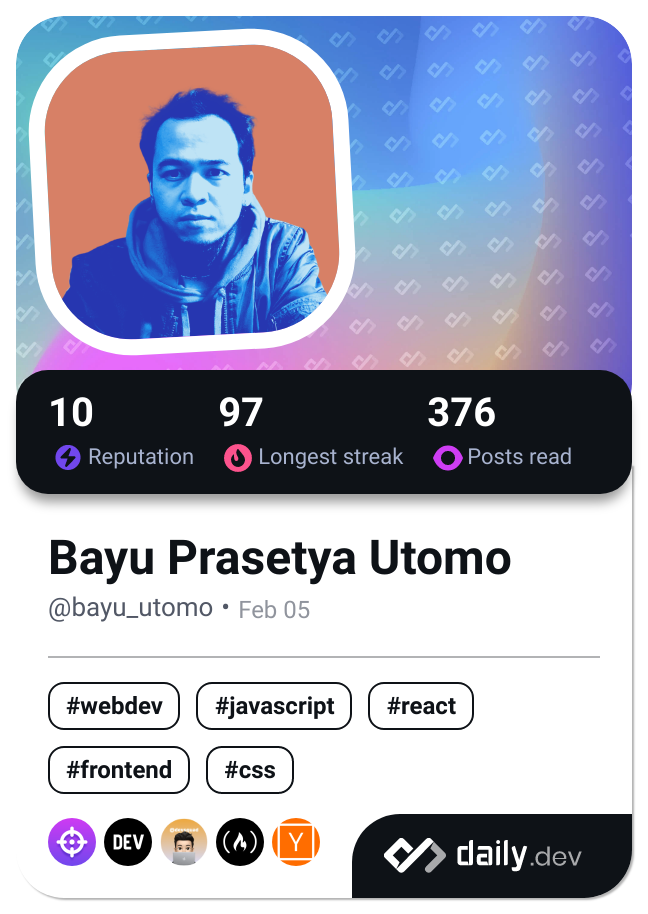 10 97 376
Reputation Longest streak Posts read
Bayu Prasetya Utomo
@bayu_utomo • Feb 05
#webdev #javascript #react
#frontend #css
DEV Y
daily.dev